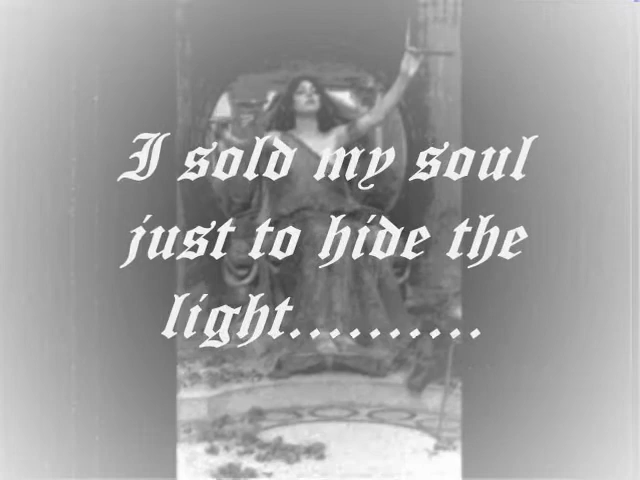 I sold my soul
just to hide the
light..........